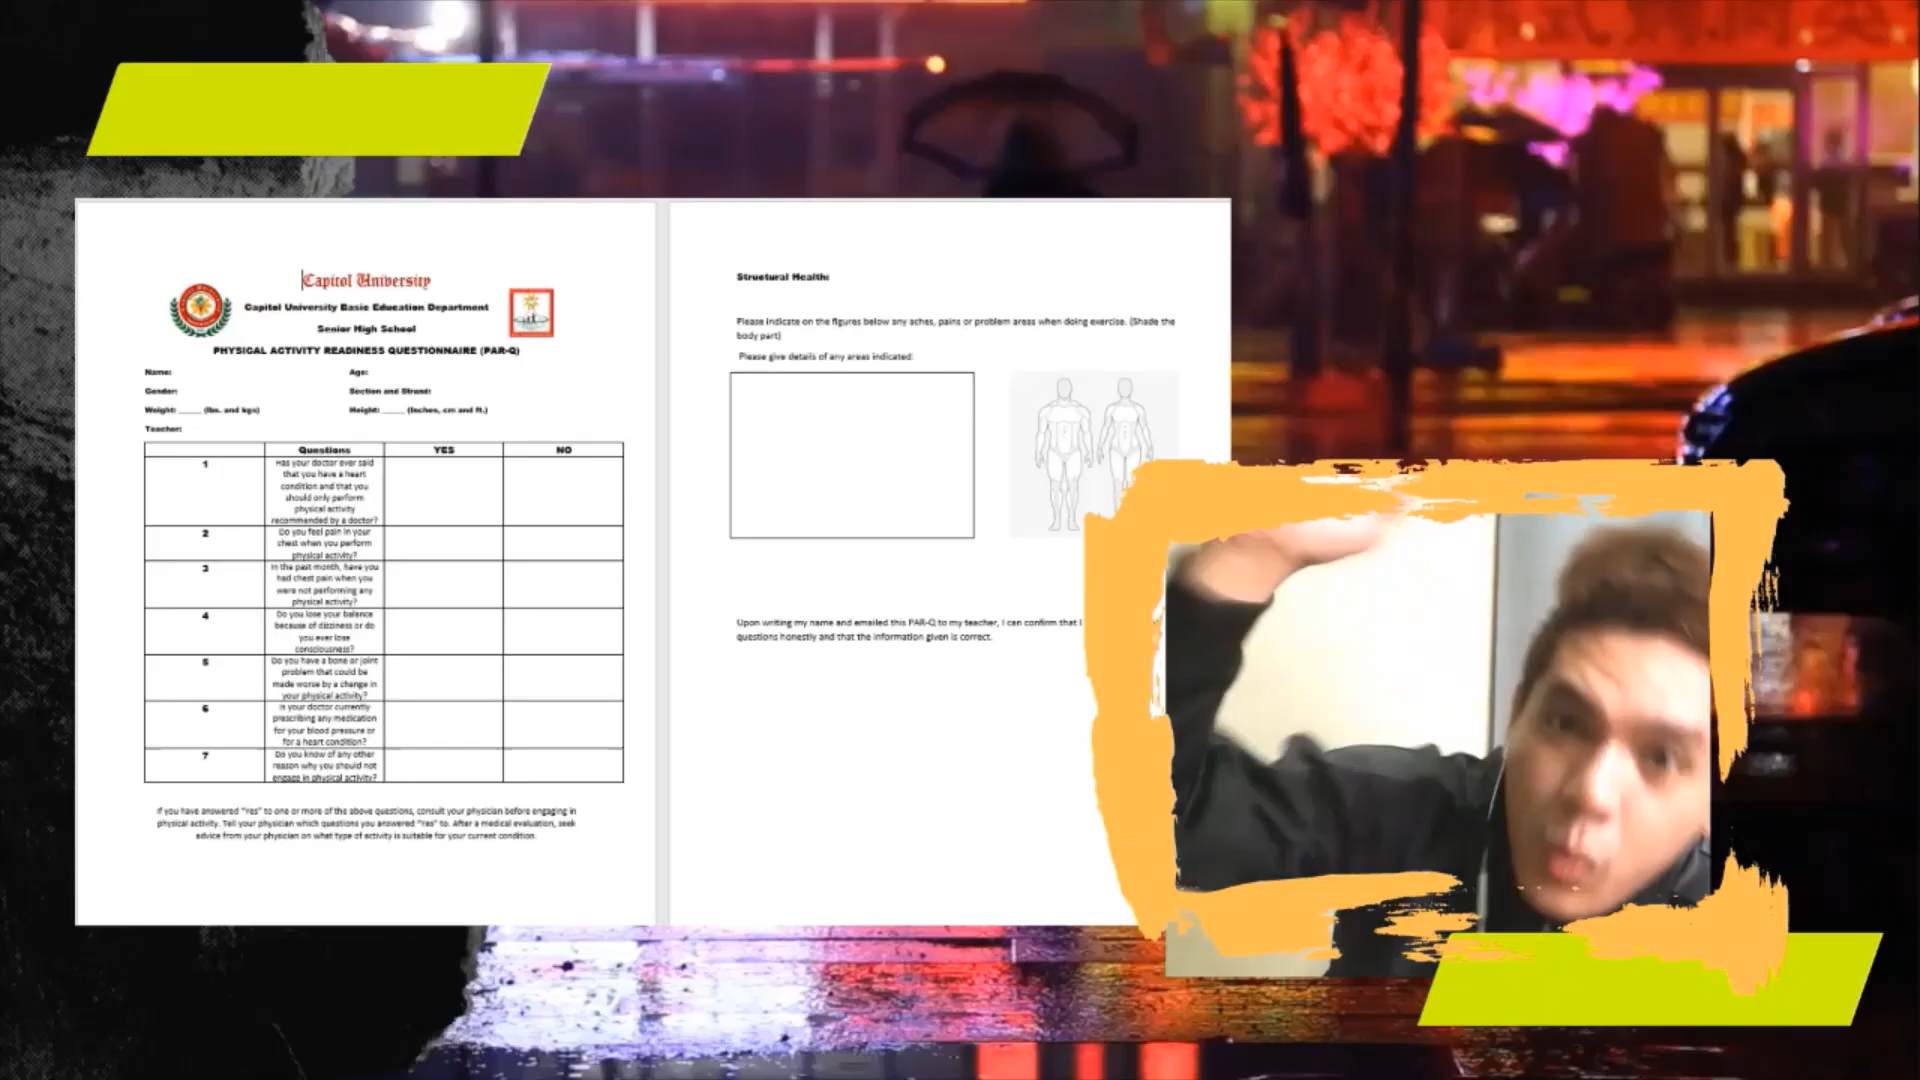 Capitol University
Capitol University Basic Education Department
Senior High School
PHYSICAL ACTIVITY READINESS QUESTIONNAIRE (PAR-Q)
Name: Age:
Gender: Section and Strand:
Weight: _____ (lbs. and kgs) Height: _____ (Inches, cm and ft.)
Teacher:
Questions YES NO
1 Has your doctor ever said
that you have a heart
condition and that you
should only perform
physical activity
recommended by a doctor?
2 Do you feel pain in your
chest when you perform
physical activity?
3 In the past month, have you
had chest pain when you
were not performing any
physical activity?
4 Do you lose your balance
because of dizziness or do
you ever lose
consciousness?
5 Do you have a bone or joint
problem that could be
made worse by a change in
your physical activity?
6 Is your doctor currently
prescribing any medication
for your blood pressure or
for a heart condition?
7 Do you know of any other
reason why you should not
engage in physical activity?
If you have answered "Yes" to one or more of the above questions, consult your physician before engaging in
physical activity. Tell your physician which questions you answered "Yes" to. After a medical evaluation, seek
advice from your physician on what type of activity is suitable for your current condition.
Structural Health:
Please indicate on the figures below any aches, pains or problem areas when doing exercise. (Shade the
body part)
Please give details of any areas indicated:
Upon writing my name and emailed this PAR-Q to my teacher, I can confirm that I
questions honestly and that the information given is correct.